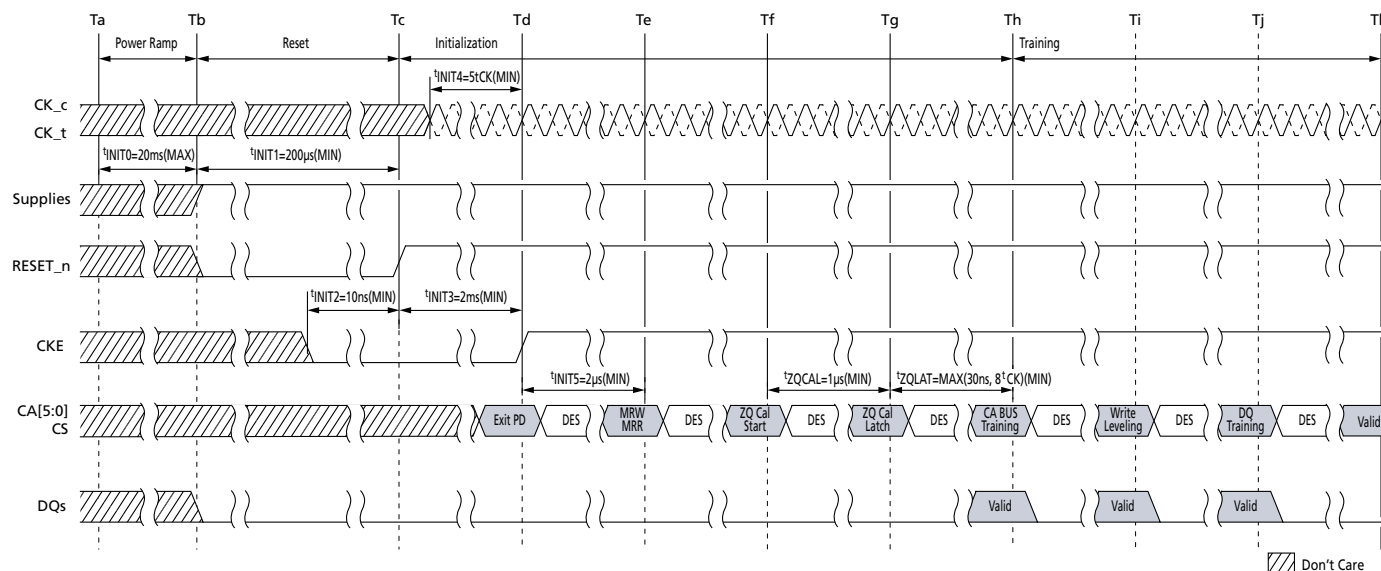 Ta Tb Tc Td Te Tf Tg Th Ti Tj
Power Ramp Reset Initialization Training
ᵗINIT4=5tCK(MIN)
CK_c
CK_t
ᵗINIT0=20ms(MAX) ᵗINIT1=200µs(MIN)
Supplies
RESET_n
ᵗINIT2=10ns(MIN) ᵗINIT3=2ms(MIN)
CKE
ᵗINIT5=2µs(MIN) ᵗZQCAL=1µs(MIN) ᵗZQLAT=MAX(30ns, 8ᵗCK)(MIN)
CA[5:0]
CS
Exit PD DES MRW MRR DES ZQ Cal Start DES ZQ Cal Latch DES CA BUS Training DES Write Leveling DES DQ Training DES Valid
DQs Valid Valid Valid
Don't Care